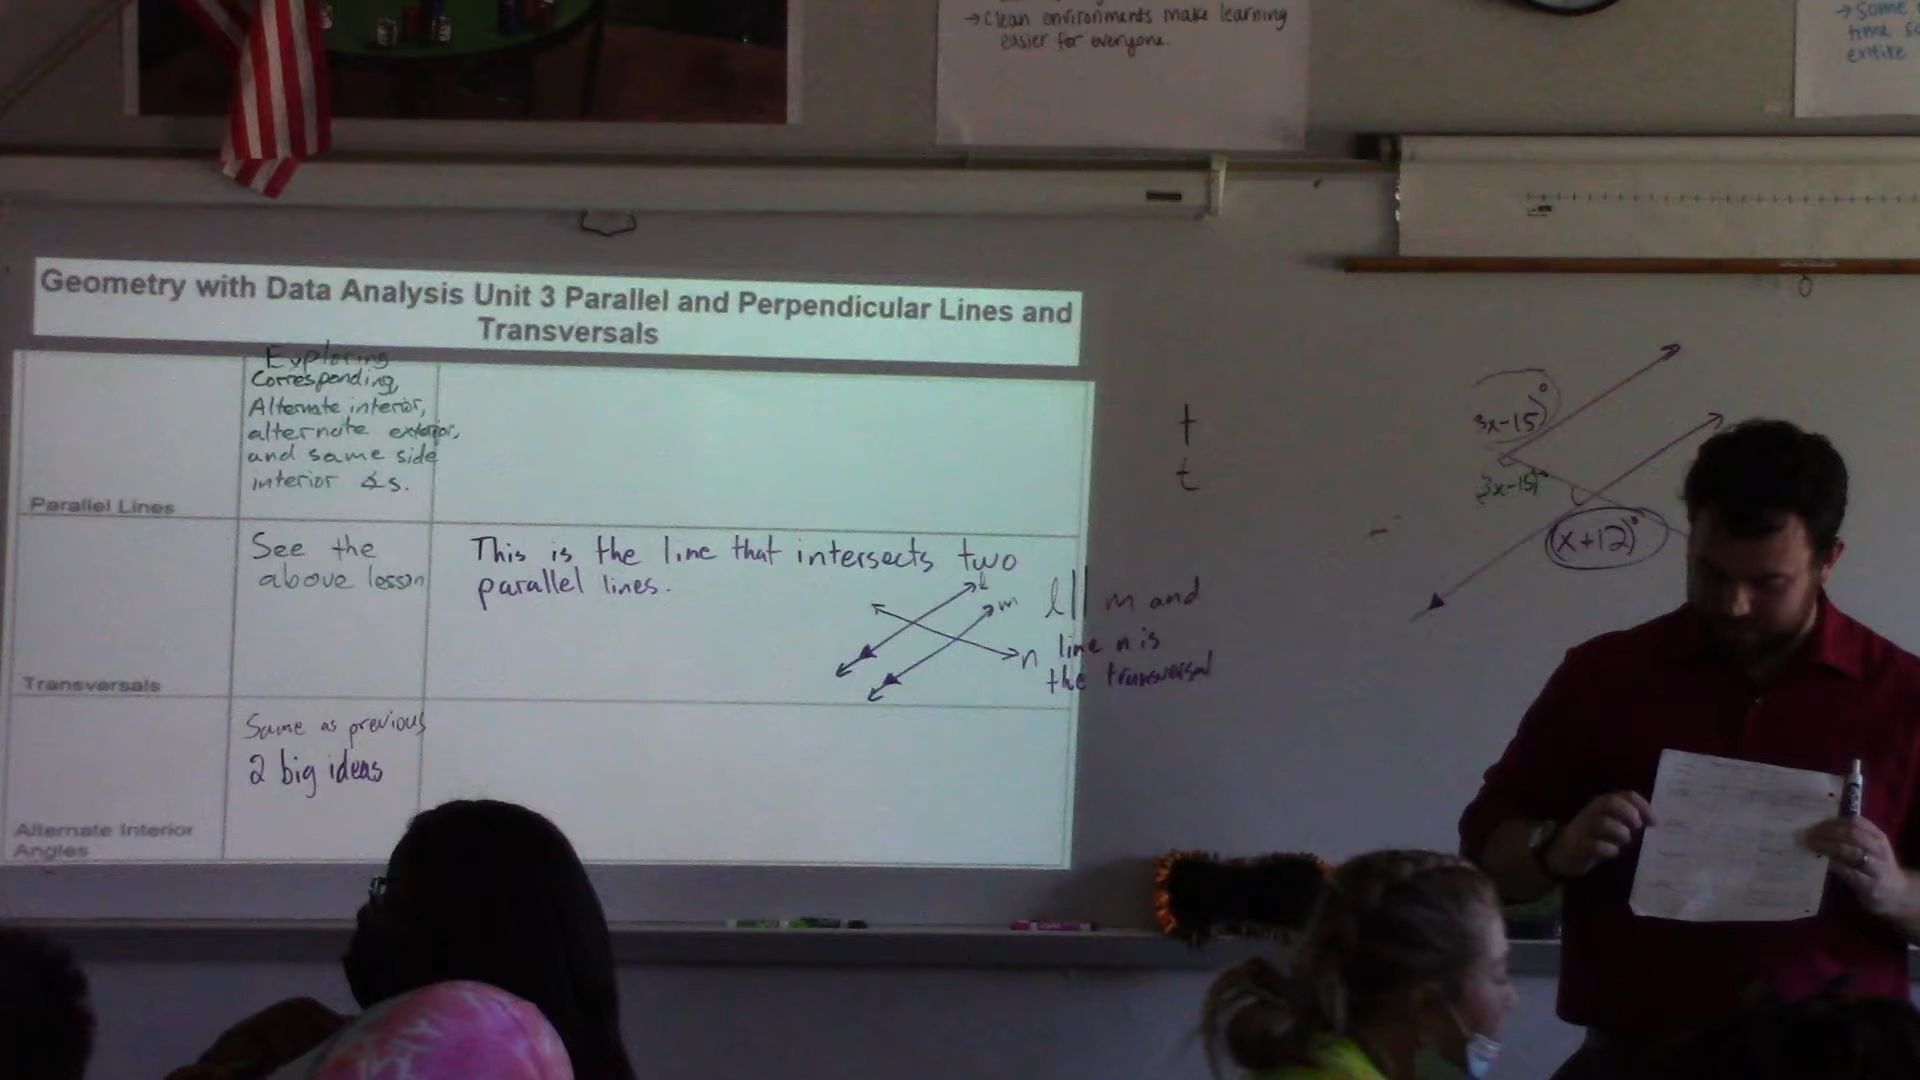 → Clean environments make learning
easier for everyone.
→ Some
time
entire
Geometry with Data Analysis Unit 3 Parallel and Perpendicular Lines and
Transversals
Exploring
Corresponding,
Alternate interior,
alternate exterior,
and same side
interior ∡s.
Parallel Lines
See the
above lesson
This is the line that intersects two
parallel lines.
l
m
n
l || m and
line n is
the transversal
Transversals
Same as previous
2 big ideas
Alternate Interior
Angles
t
t
3x-15)°
3x-15)°
(x+12)°